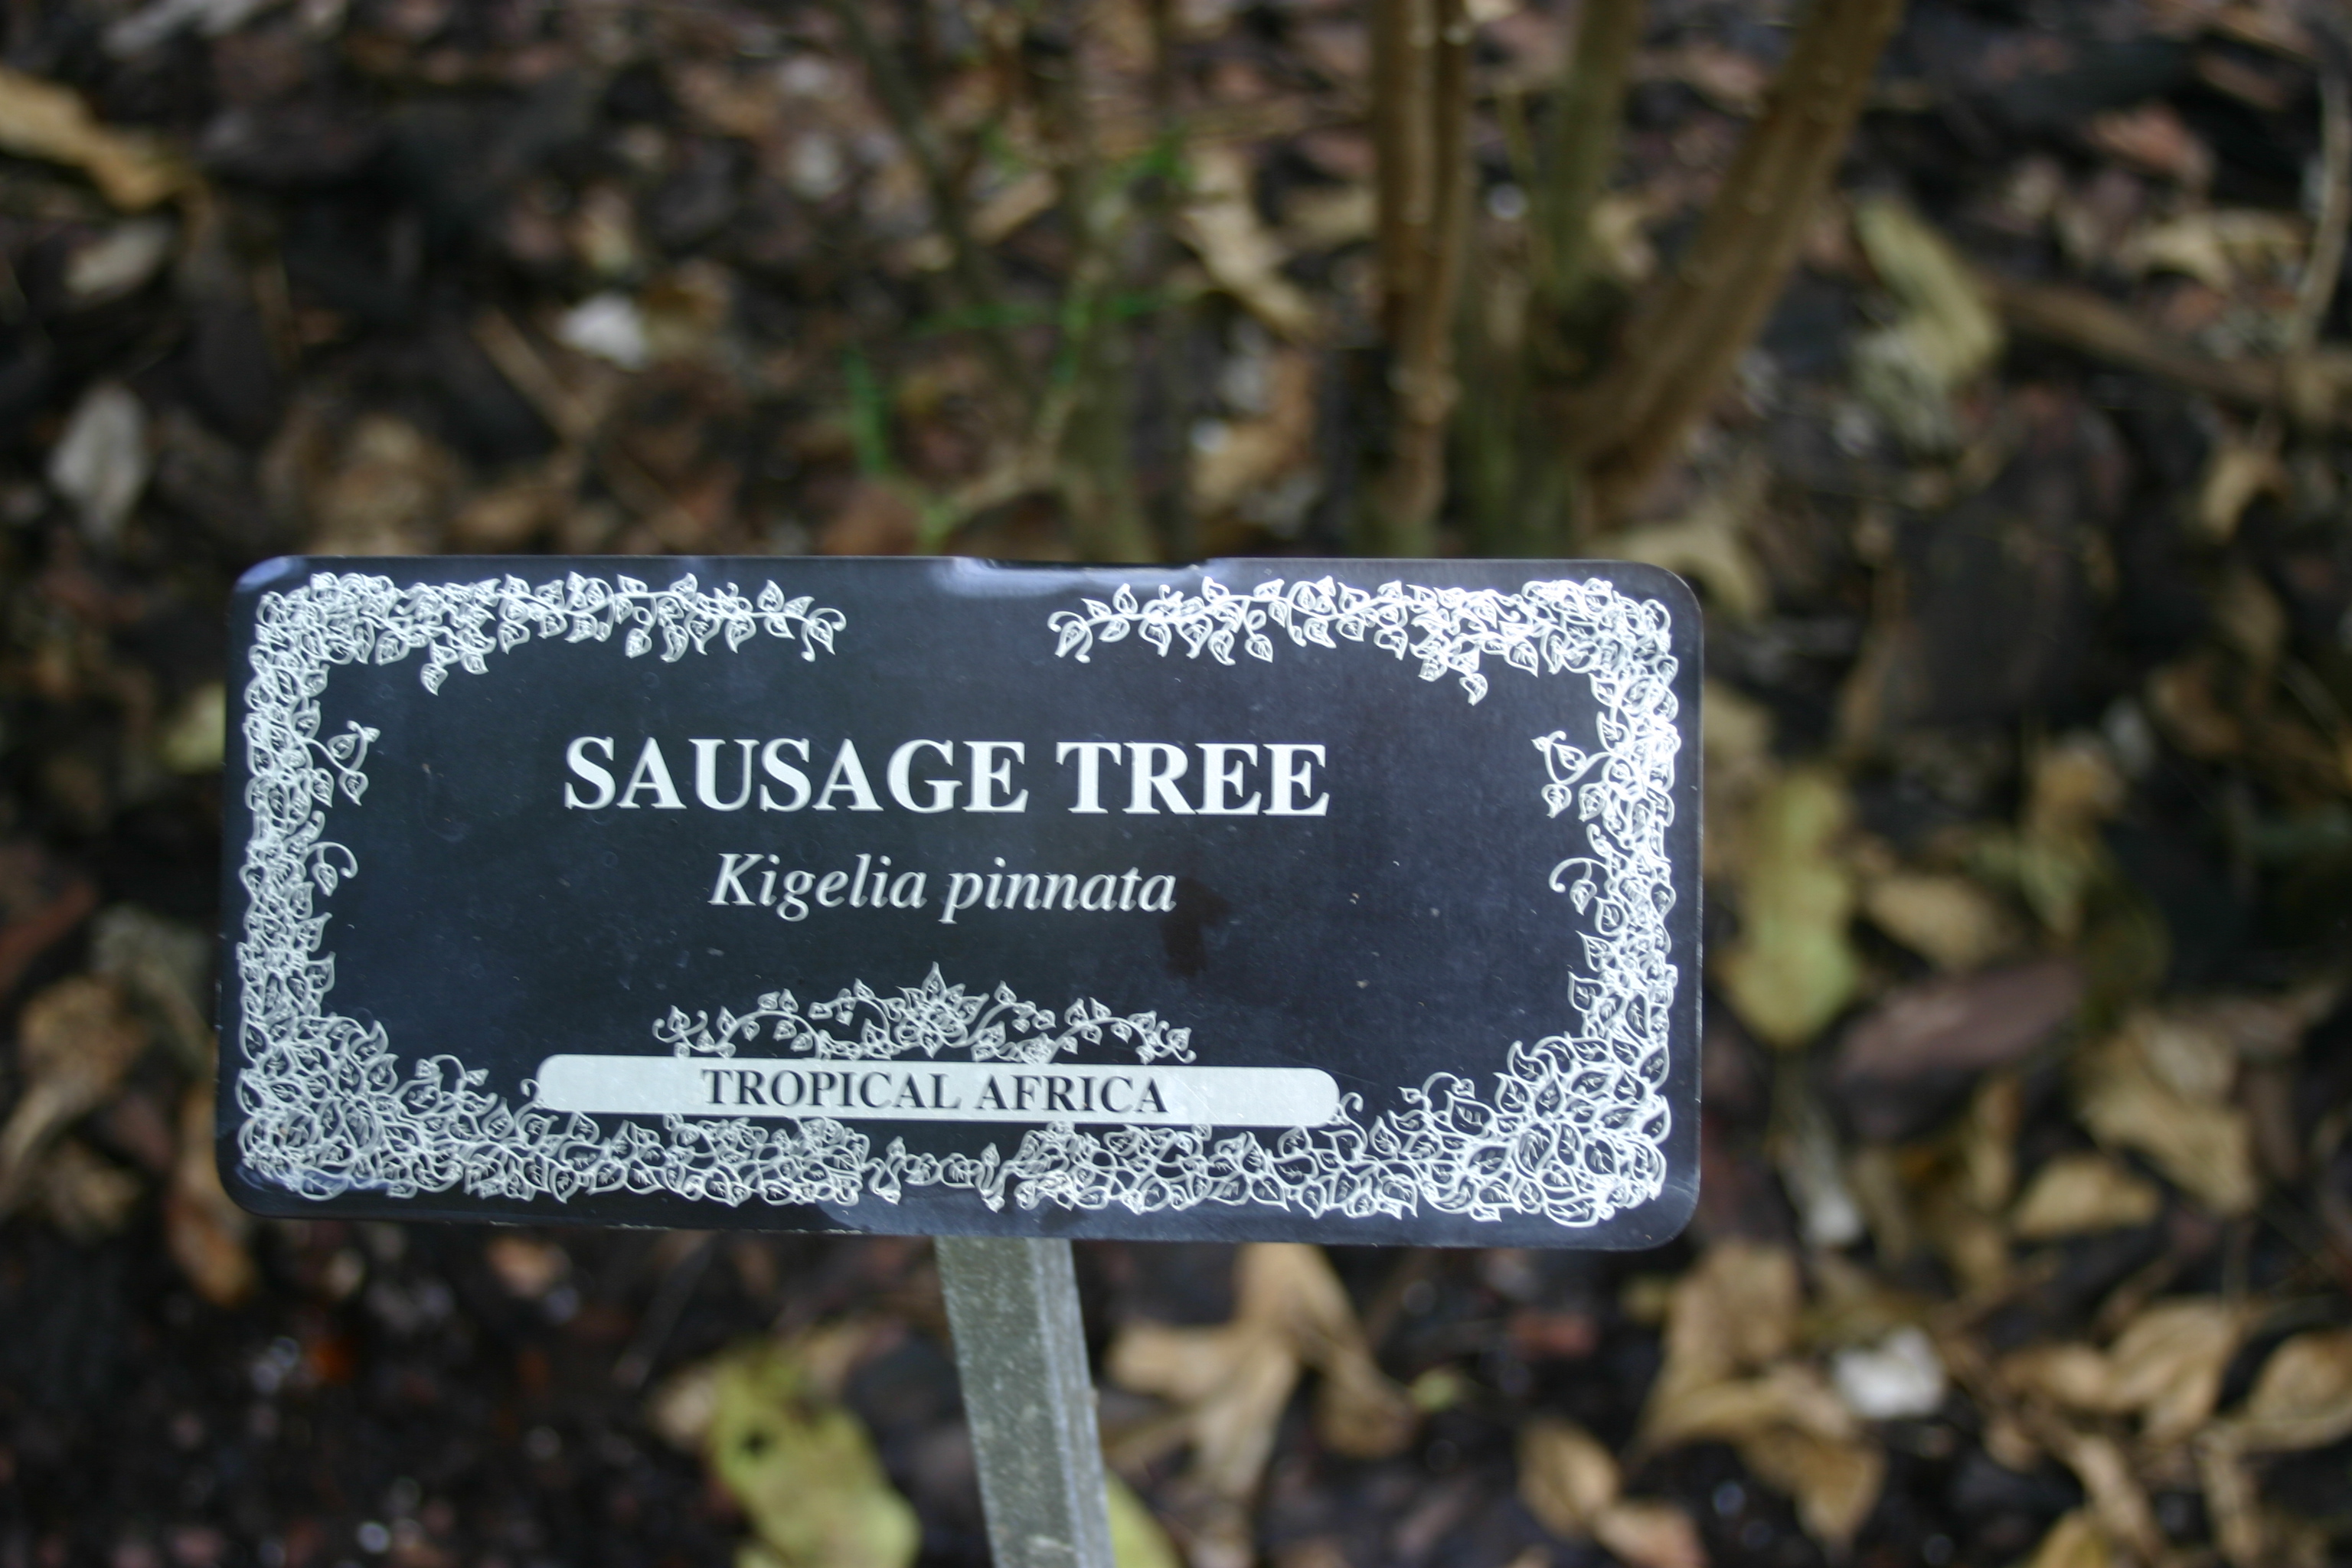 SAUSAGE TREE
Kigelia pinnata
TROPICAL AFRICA